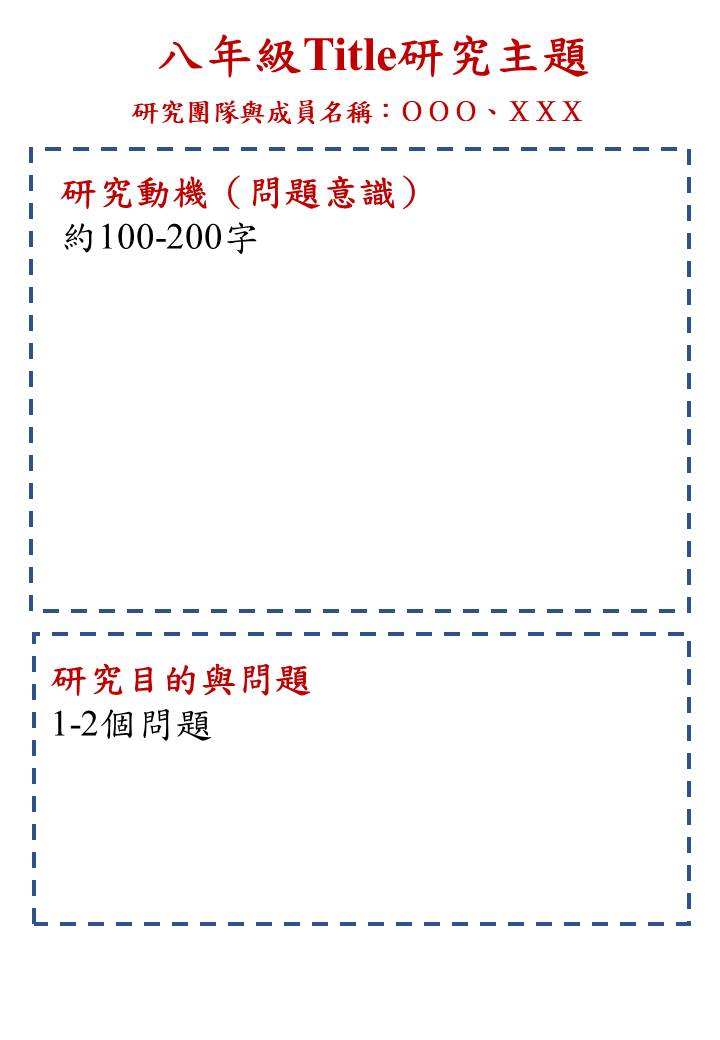 八年級Title研究主題
研究團隊與成員名稱：ＯＯＯ、ＸＸＸ
研究動機（問題意識）
約100-200字
研究目的與問題
1-2個問題